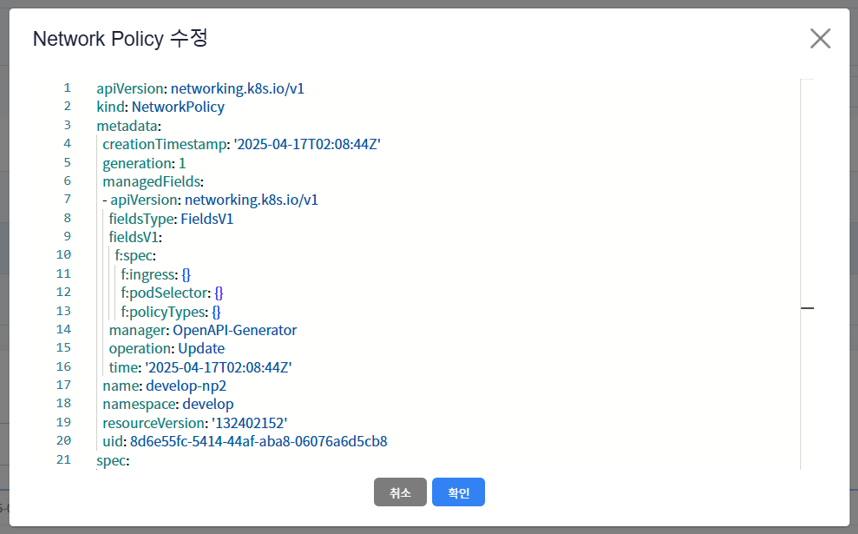 Network Policy 수정
1 apiVersion: networking.k8s.io/v1
2 kind: NetworkPolicy
3 metadata:
4 creationTimestamp: '2025-04-17T02:08:44Z'
5 generation: 1
6 managedFields:
7 - apiVersion: networking.k8s.io/v1
8 fieldsType: FieldsV1
9 fieldsV1:
10 f:spec:
11 f:ingress: {}
12 f:podSelector: {}
13 f:policyTypes: {}
14 manager: OpenAPI-Generator
15 operation: Update
16 time: '2025-04-17T02:08:44Z'
17 name: develop-np2
18 namespace: develop
19 resourceVersion: '132402152'
20 uid: 8d6e55fc-5414-44af-aba8-06076a6d5cb8
21 spec:
취소 확인